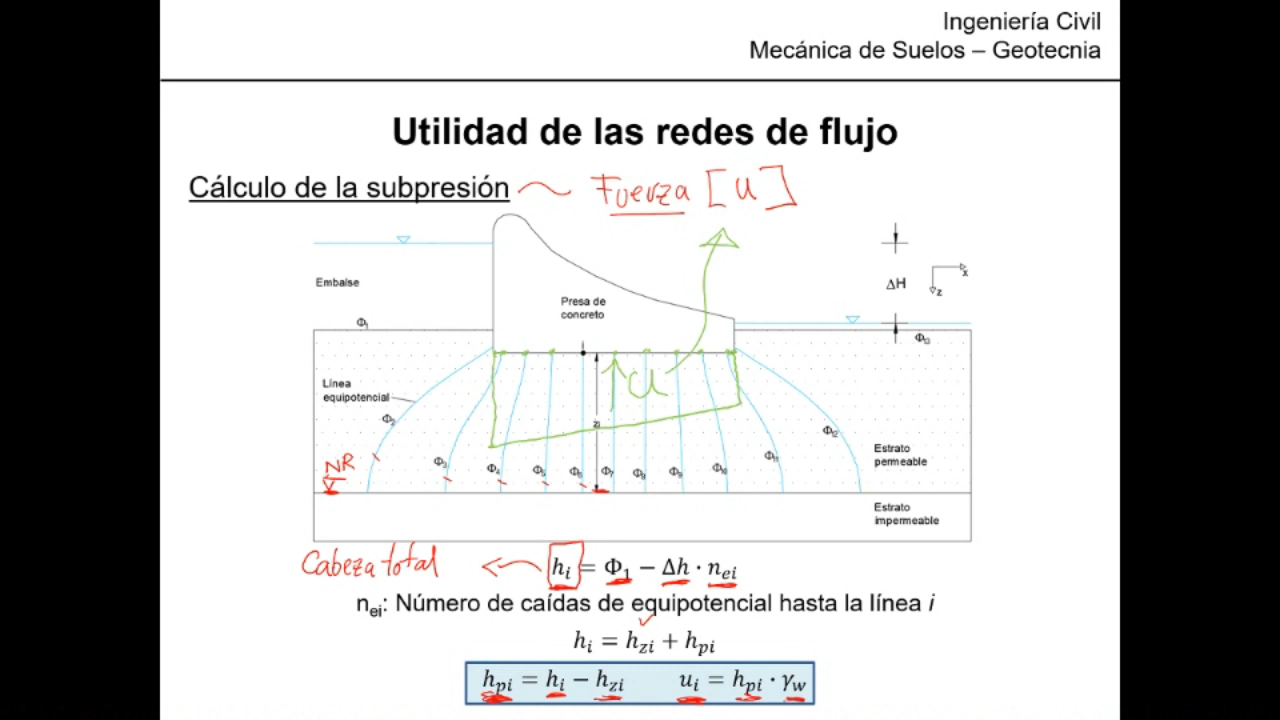 Ingeniería Civil
Mecánica de Suelos – Geotecnia
Utilidad de las redes de flujo
Cálculo de la subpresión ~ Fuerza [u]
Embalse
Presa de
concreto
ΔH
x
z
Φ1
Φ13
Línea
equipotencial
u
zi
Φ2
Φ12
Φ3
Φ4
Φ5
Φ6
Φ7
Φ8
Φ9
Φ10
Φ11
NR
Estrato
permeable
Estrato
impermeable
Cabeza total ← hi = Φ1 − Δh · nei
nei: Número de caídas de equipotencial hasta la línea i
hi = hzi + hpi
hpi = hi − hzi ui = hpi · γw